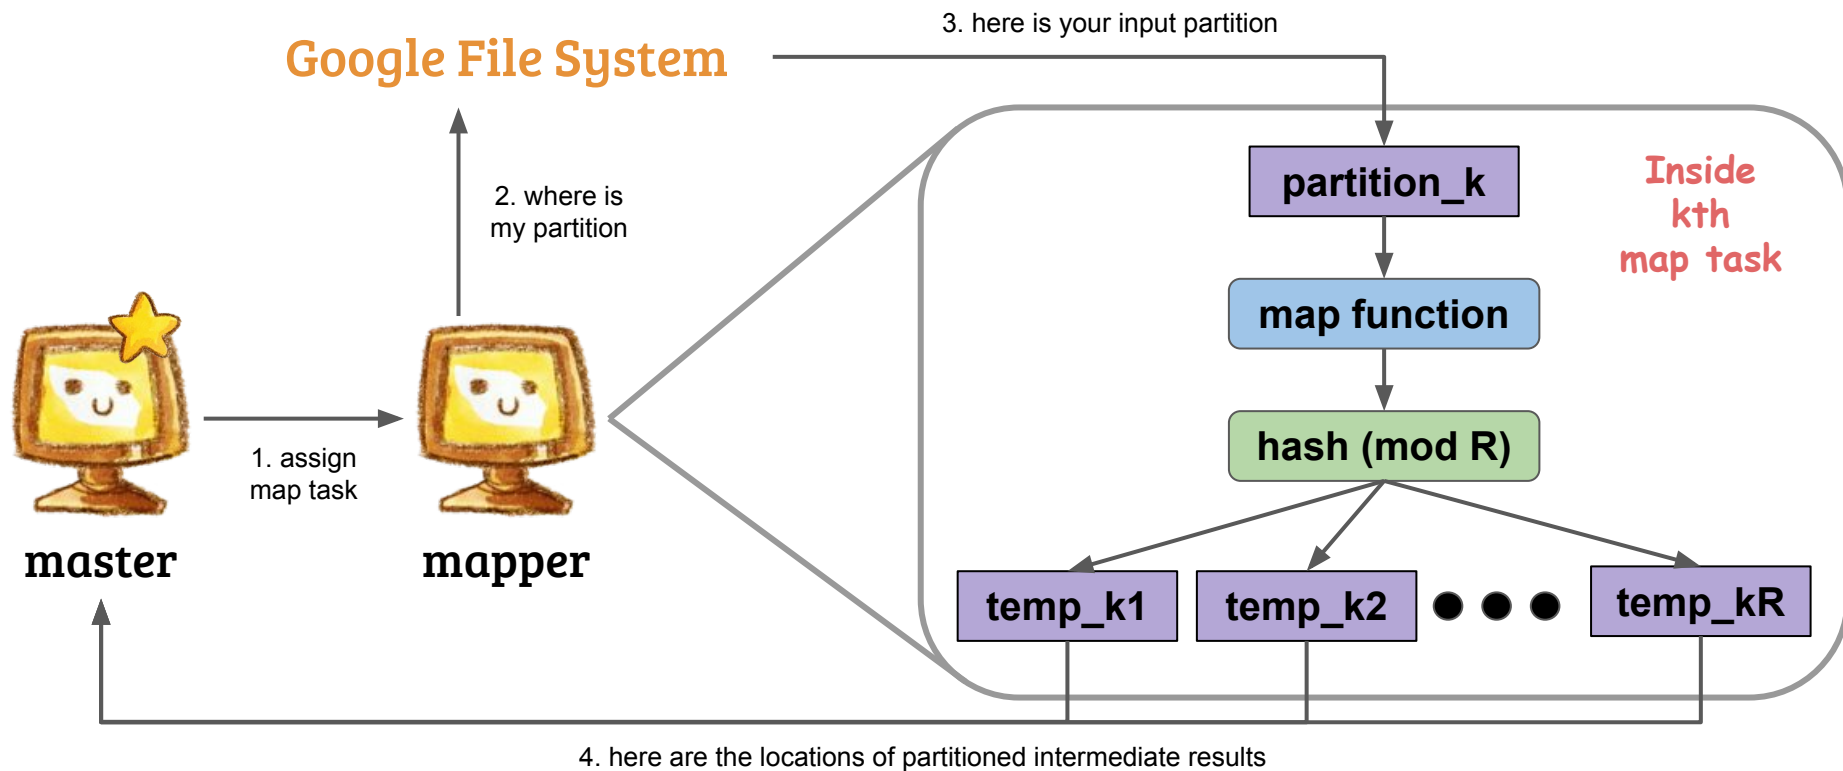 3. here is your input partition
Google File System
2. where is
my partition
partition_k
Inside
kth
map task
map function
hash (mod R)
1. assign
map task
master
mapper
temp_k1
temp_k2
temp_kR
4. here are the locations of partitioned intermediate results